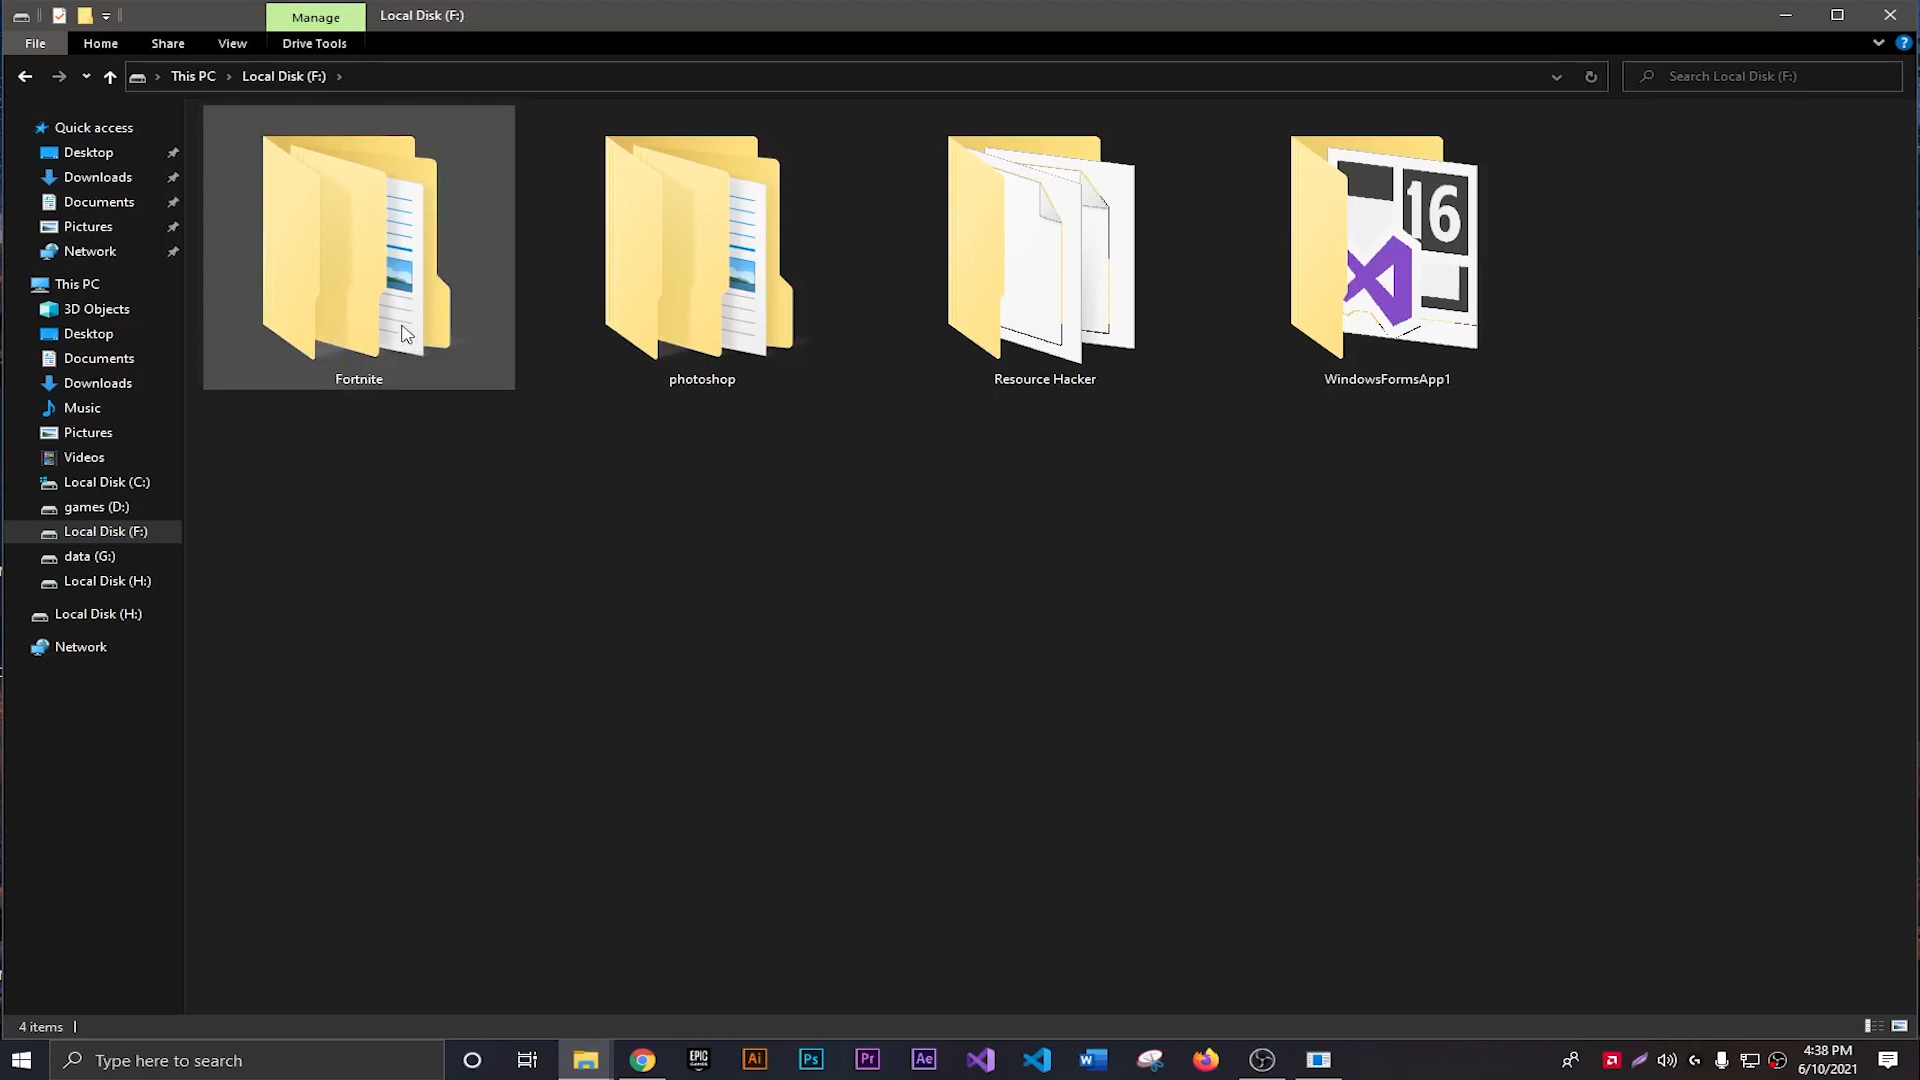 Manage
Local Disk (F:)
File
Home
Share
View
Drive Tools
This PC
Local Disk (F:)
Search Local Disk (F:)
Quick access
Desktop
Downloads
Documents
Pictures
Network
This PC
3D Objects
Desktop
Documents
Downloads
Music
Pictures
Videos
Local Disk (C:)
games (D:)
Local Disk (F:)
data (G:)
Local Disk (H:)
Local Disk (H:)
Network
16
Fortnite
photoshop
Resource Hacker
WindowsFormsApp1
4 items
Type here to search
EPIC
GAMES
Ai
Ps
Pr
Ae
W
4:38 PM
6/10/2021